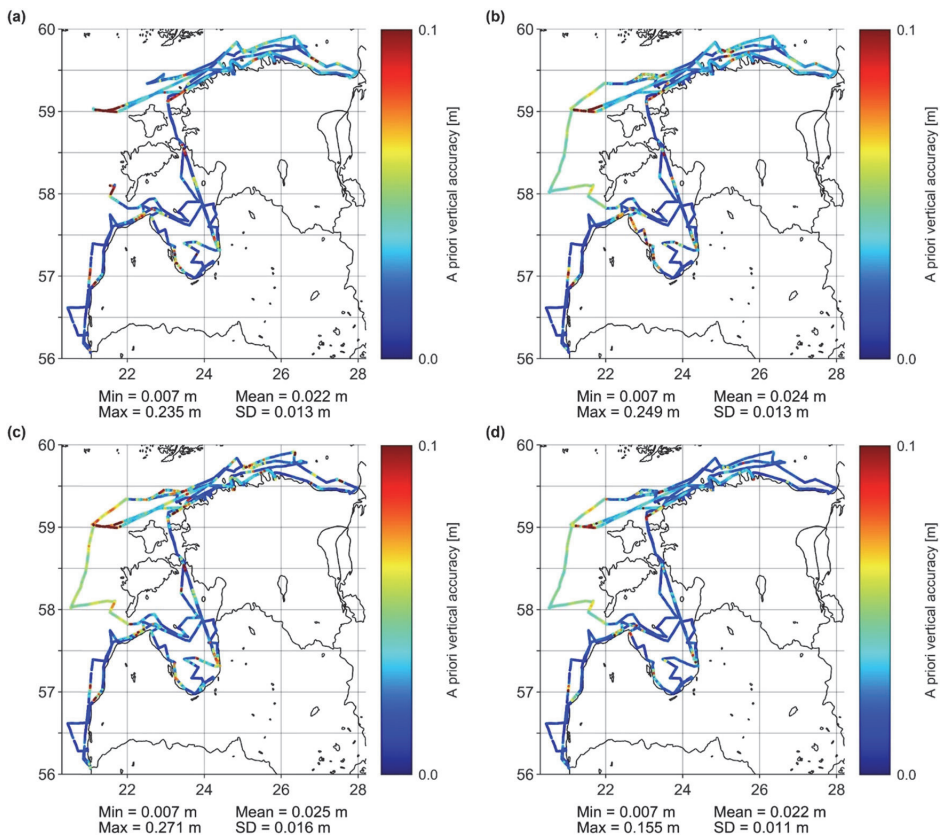 (a)
60
59
58
57
56
22 24 26 28
0.1
A priori vertical accuracy [m]
0.0
Min = 0.007 m Mean = 0.022 m
Max = 0.235 m SD = 0.013 m
(b)
60
59
58
57
56
22 24 26 28
0.1
A priori vertical accuracy [m]
0.0
Min = 0.007 m Mean = 0.024 m
Max = 0.249 m SD = 0.013 m
(c)
60
59
58
57
56
22 24 26 28
0.1
A priori vertical accuracy [m]
0.0
Min = 0.007 m Mean = 0.025 m
Max = 0.271 m SD = 0.016 m
(d)
60
59
58
57
56
22 24 26 28
0.1
A priori vertical accuracy [m]
0.0
Min = 0.007 m Mean = 0.022 m
Max = 0.155 m SD = 0.011 m